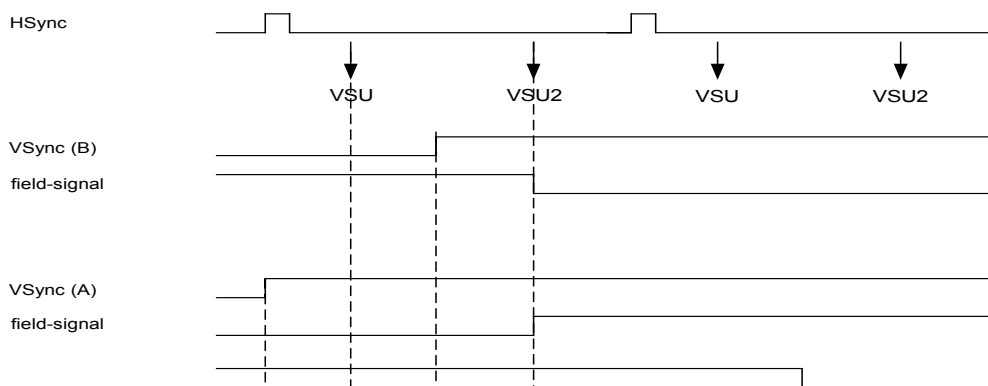 HSync
VSU VSU2 VSU VSU2
VSync (B)
field-signal
VSync (A)
field-signal